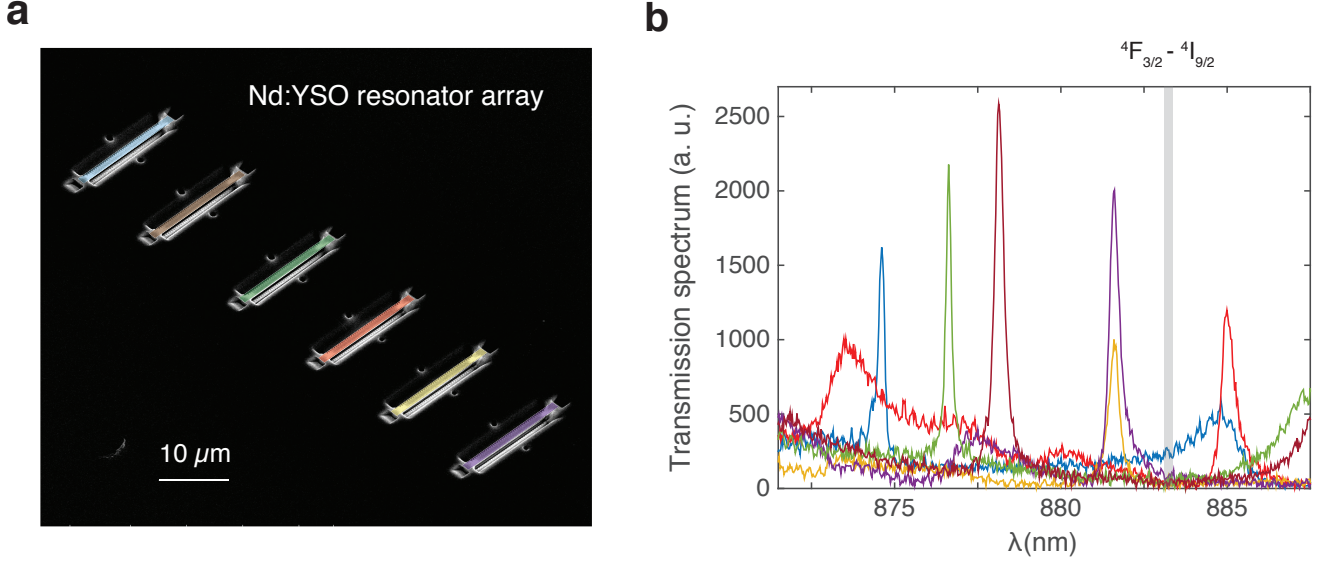 a
Nd:YSO resonator array
10 µm
b
⁴F₃/₂ - ⁴I₉/₂
2500
2000
1500
1000
500
0
Transmission spectrum (a. u.)
875
880
885
λ(nm)